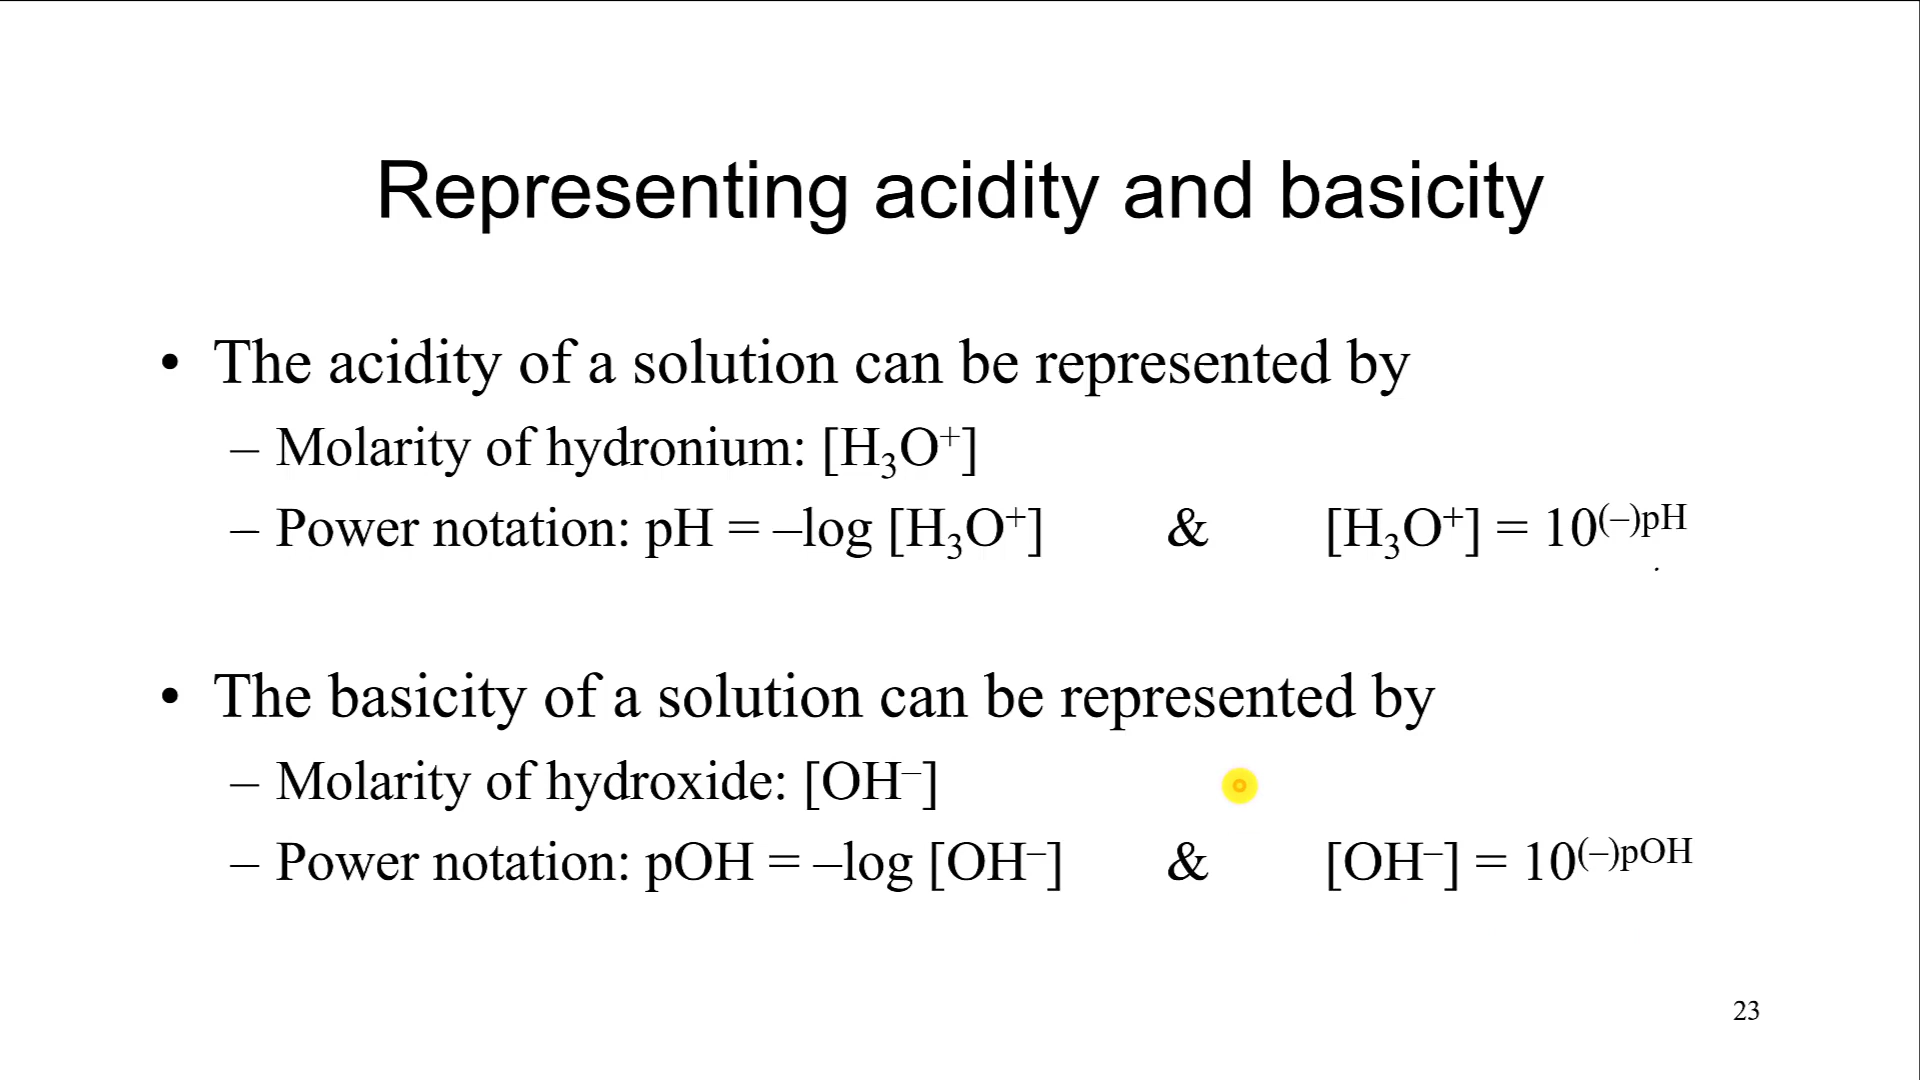 Representing acidity and basicity
• The acidity of a solution can be represented by
– Molarity of hydronium: [H₃O⁺]
– Power notation: pH = –log [H₃O⁺] & [H₃O⁺] = 10⁽⁻⁾ᵖᴴ
• The basicity of a solution can be represented by
– Molarity of hydroxide: [OH⁻]
– Power notation: pOH = –log [OH⁻] & [OH⁻] = 10⁽⁻⁾ᵖᴼᴴ
23